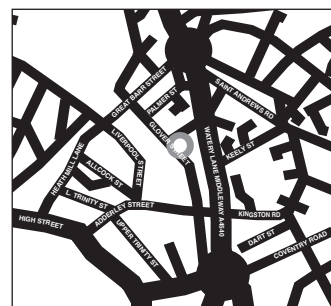 GREAT BARR STREET
PALMER ST
SAINT ANDREWS RD
GLOVER STREET
LIVERPOOL STREET
WATERY LANE MIDDLEWAY A4540
KEELY ST
HEATH MILL LANE
ALLCOCK ST
L. TRINITY ST
ADDERLEY STREET
HIGH STREET
KINGSTON RD
UPPER TRINITY ST
DART ST
COVENTRY ROAD